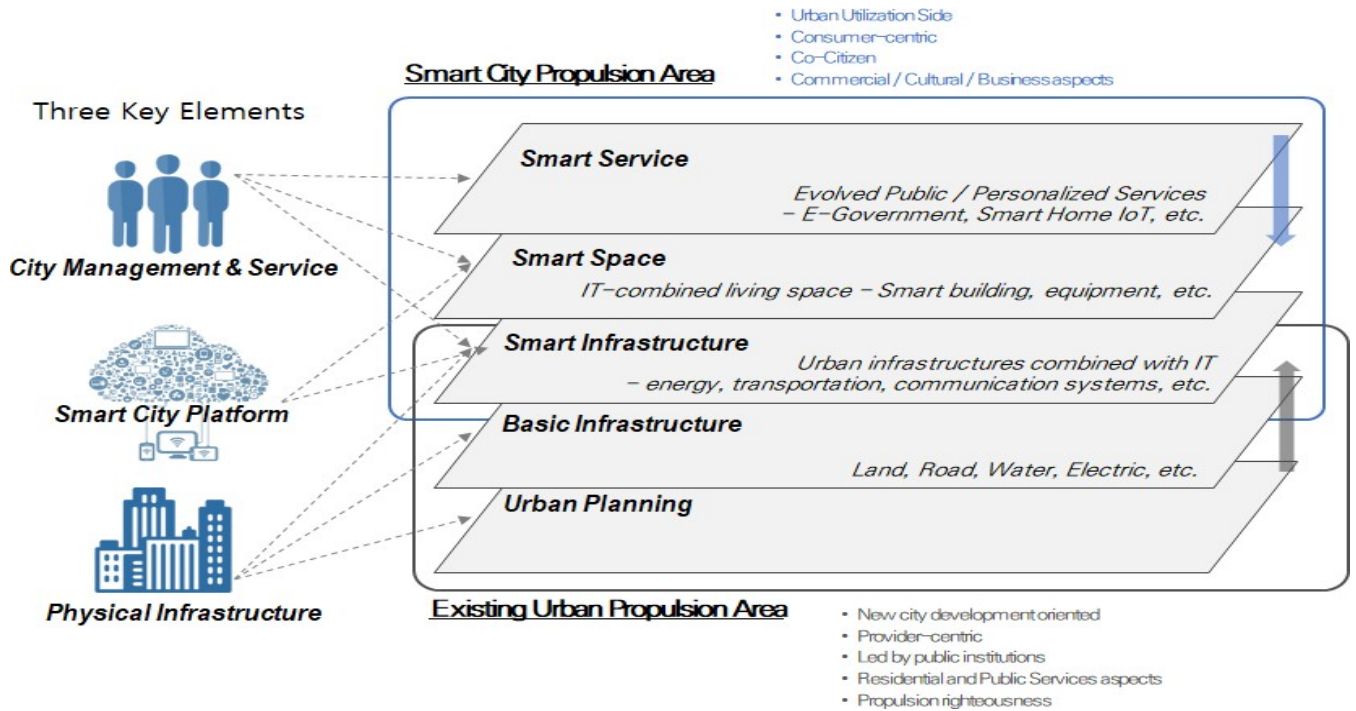 • Urban Utilization Side
• Consumer-centric
• Co-Citizen
• Commercial / Cultural / Business aspects
Smart City Propulsion Area
Three Key Elements
City Management & Service
Smart City Platform
Physical Infrastructure
Smart Service
Evolved Public / Personalized Services
- E-Government, Smart Home IoT, etc.
Smart Space
IT-combined living space - Smart building, equipment, etc.
Smart Infrastructure
Urban infrastructures combined with IT
- energy, transportation, communication systems, etc.
Basic Infrastructure
Land, Road, Water, Electric, etc.
Urban Planning
Existing Urban Propulsion Area
• New city development oriented
• Provider-centric
• Led by public institutions
• Residential and Public Services aspects
• Propulsion righteousness